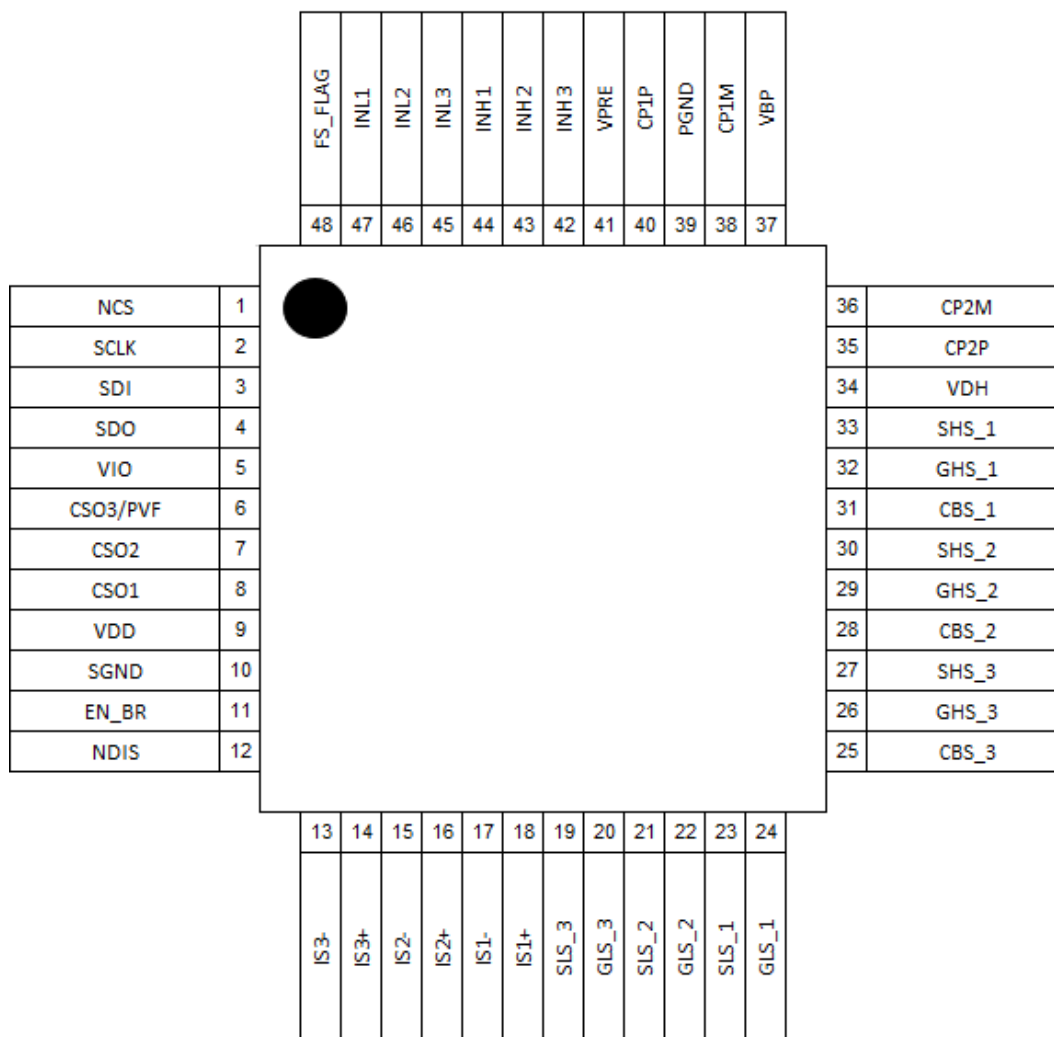 FS_FLAG INL1 INL2 INL3 INH1 INH2 INH3 VPRE CP1P PGND CP1M VBP
48 47 46 45 44 43 42 41 40 39 38 37
NCS 1
SCLK 2
SDI 3
SDO 4
VIO 5
CSO3/PVF 6
CSO2 7
CSO1 8
VDD 9
SGND 10
EN_BR 11
NDIS 12
36 CP2M
35 CP2P
34 VDH
33 SHS_1
32 GHS_1
31 CBS_1
30 SHS_2
29 GHS_2
28 CBS_2
27 SHS_3
26 GHS_3
25 CBS_3
13 14 15 16 17 18 19 20 21 22 23 24
IS3- IS3+ IS2- IS2+ IS1- IS1+ SLS_3 GLS_3 SLS_2 GLS_2 SLS_1 GLS_1